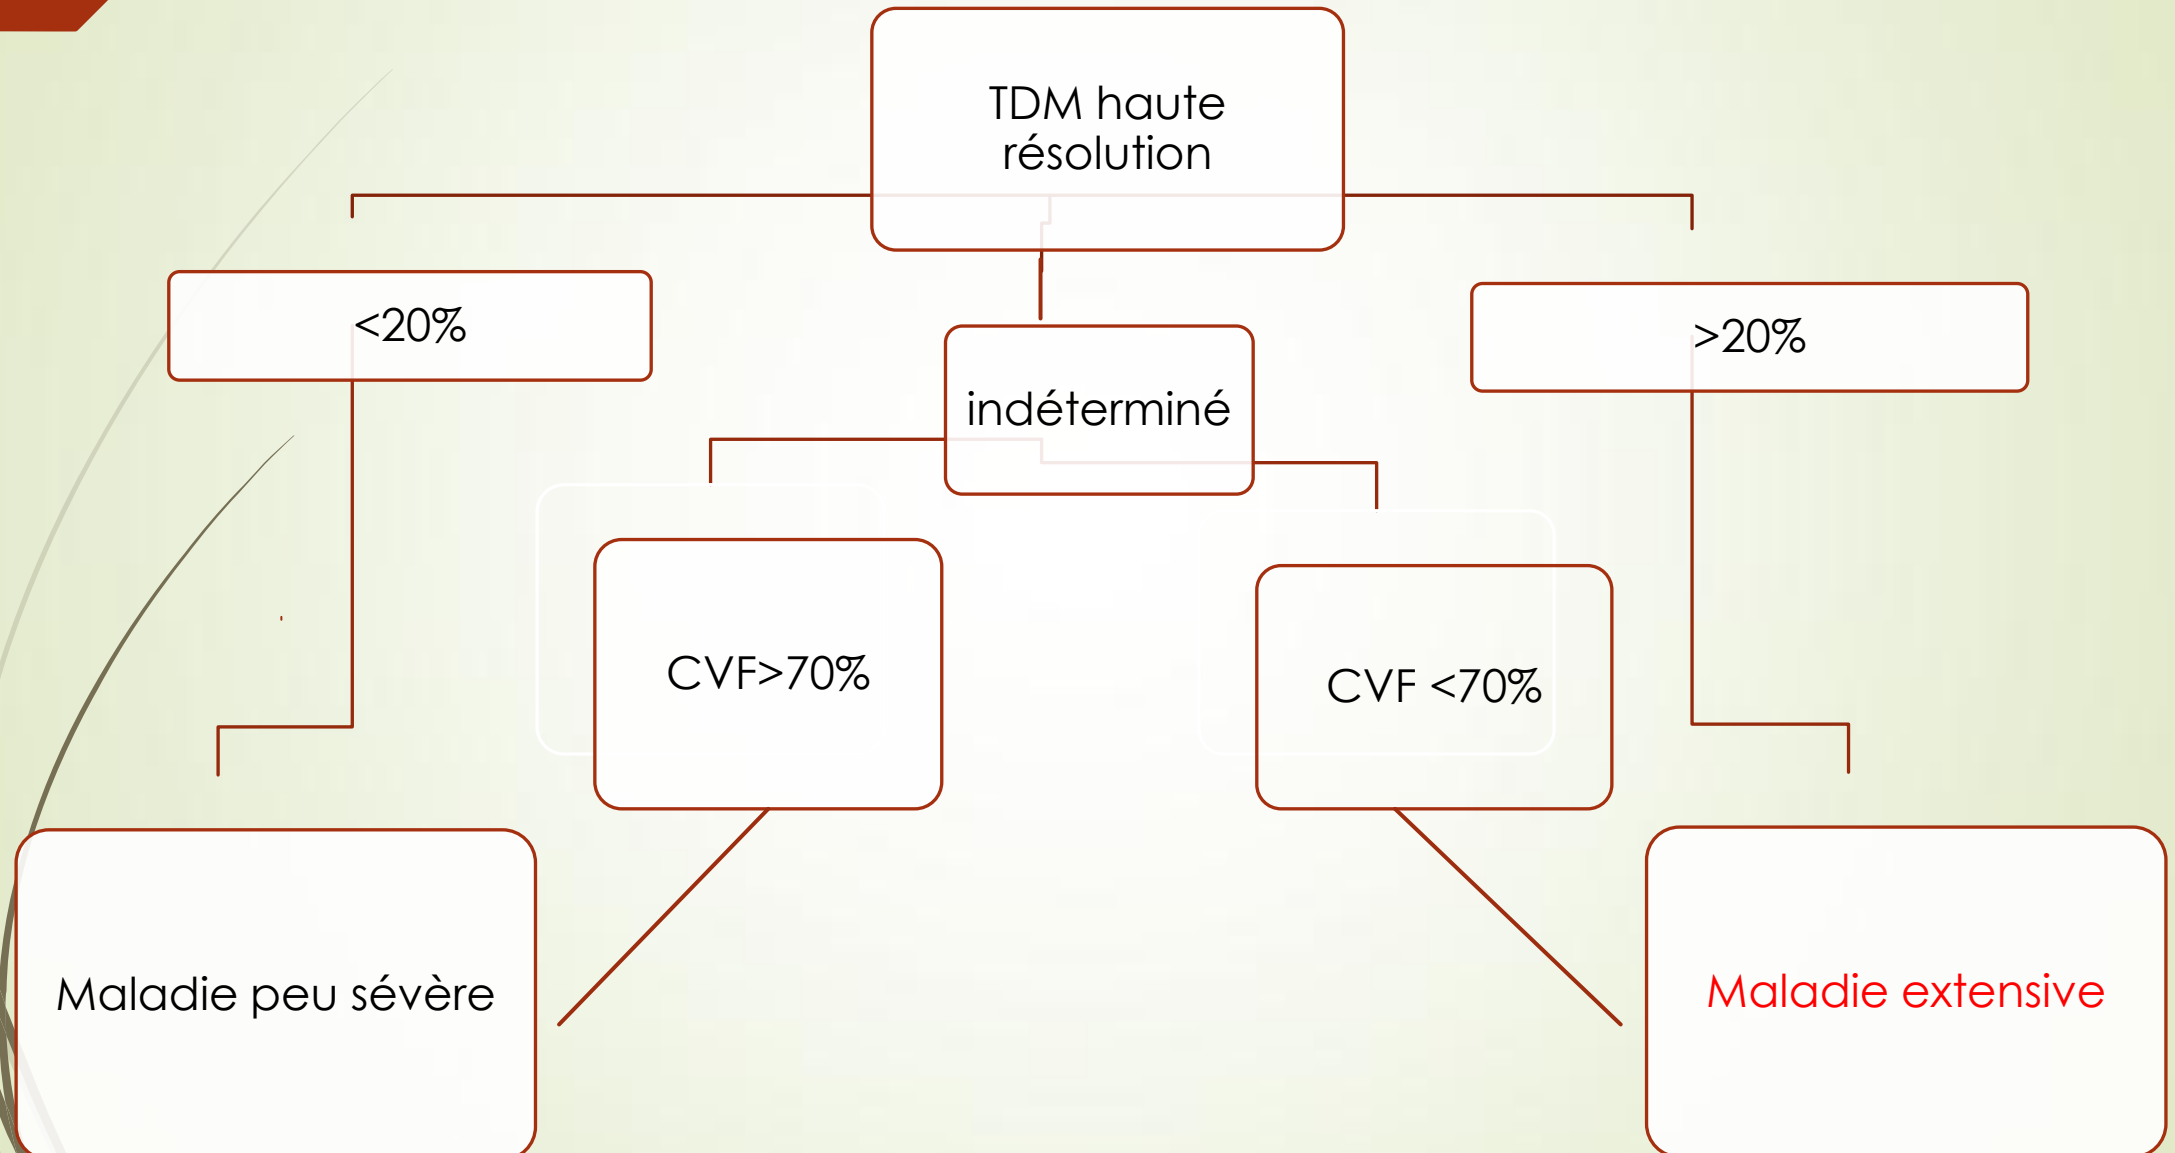 TDM haute
résolution
<20%
>20%
indéterminé
CVF>70%
CVF <70%
Maladie peu sévère
Maladie extensive